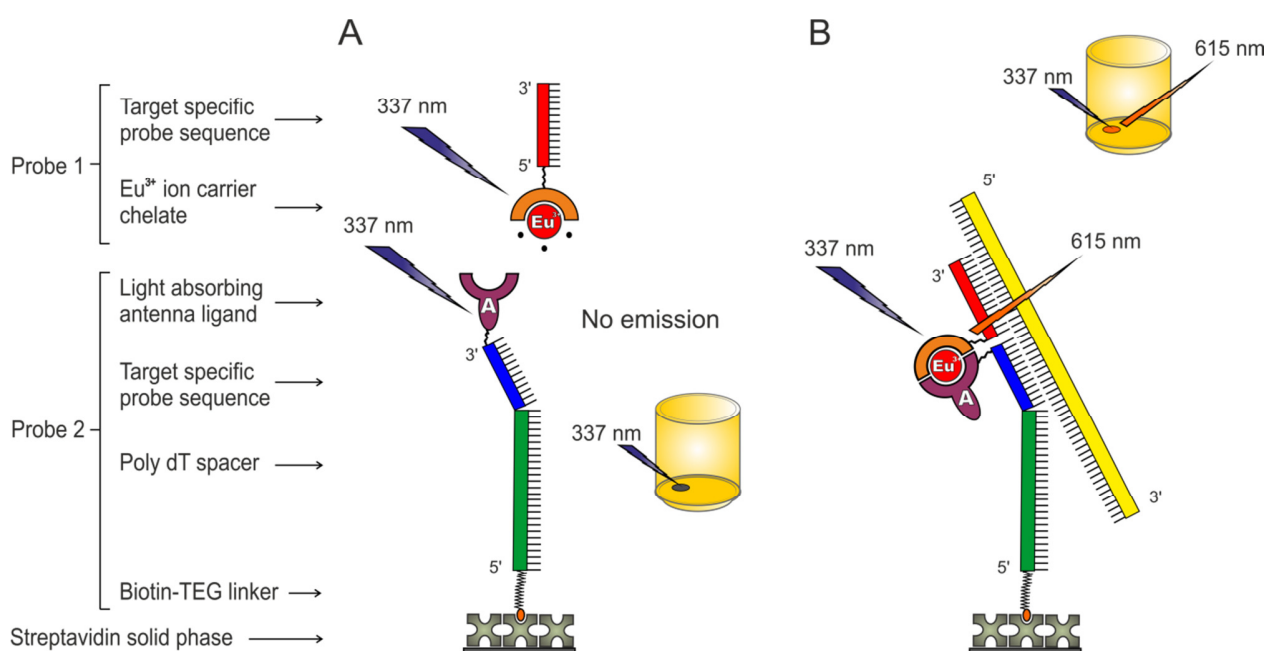 A
B
Probe 1
Target specific
probe sequence
Eu³⁺ ion carrier
chelate
337 nm
3'
5'
Eu³⁺
Probe 2
Light absorbing
antenna ligand
Target specific
probe sequence
Poly dT spacer
Biotin-TEG linker
Streptavidin solid phase
337 nm
A
3'
5'
No emission
337 nm
337 nm
615 nm
5'
3'
337 nm
615 nm
Eu³⁺
A
3'
5'